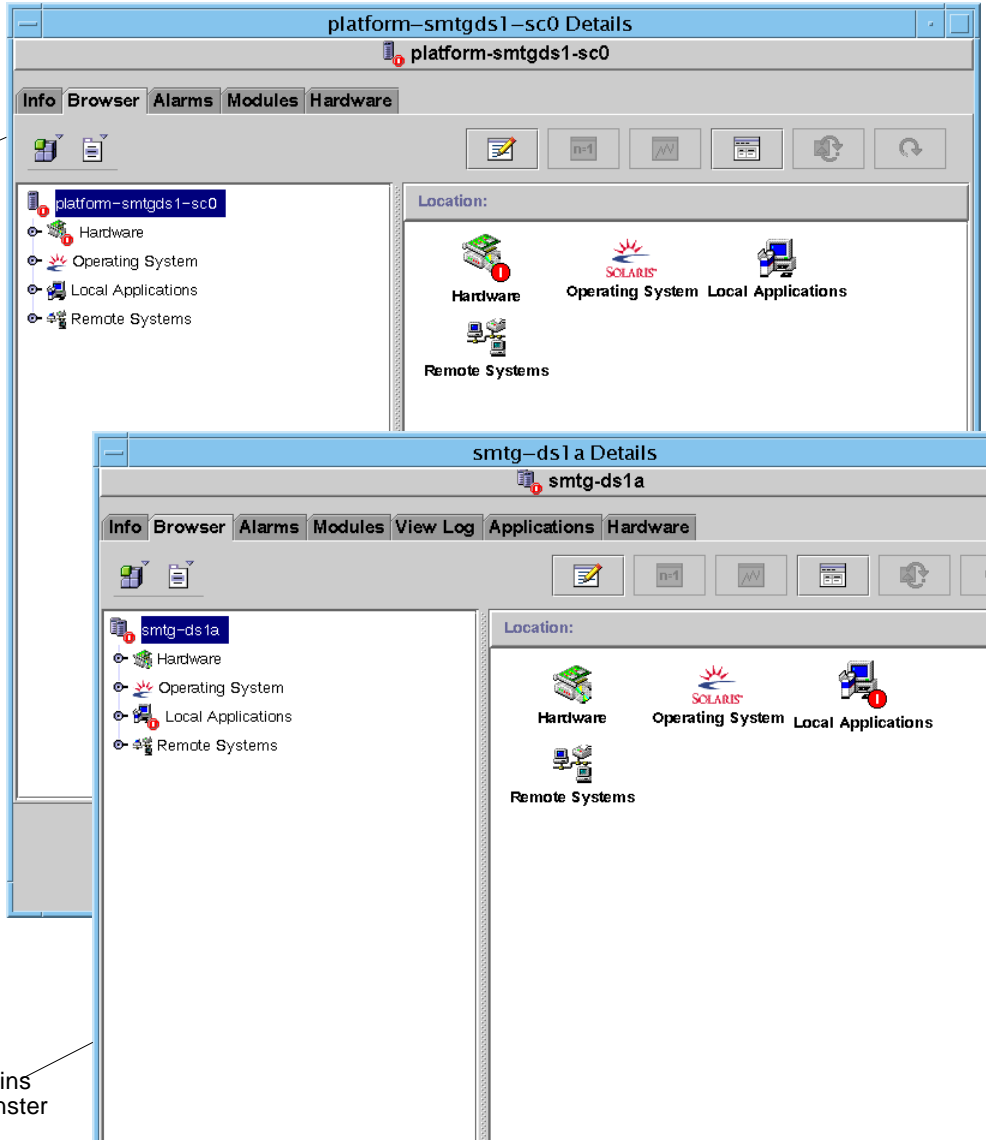 platform-smtgds1-sc0 Details
platform-smtgds1-sc0
Info Browser Alarms Modules Hardware
n=1
platform-smtgds1-sc0
Hardware
Operating System
Local Applications
Remote Systems
Location:
SOLARIS
Hardware Operating System Local Applications
Remote Systems
smtg-ds1a Details
smtg-ds1a
Info Browser Alarms Modules View Log Applications Hardware
n=1
smtg-ds1a
Hardware
Operating System
Local Applications
Remote Systems
Location:
SOLARIS
Hardware Operating System Local Applications
Remote Systems
ins
nster